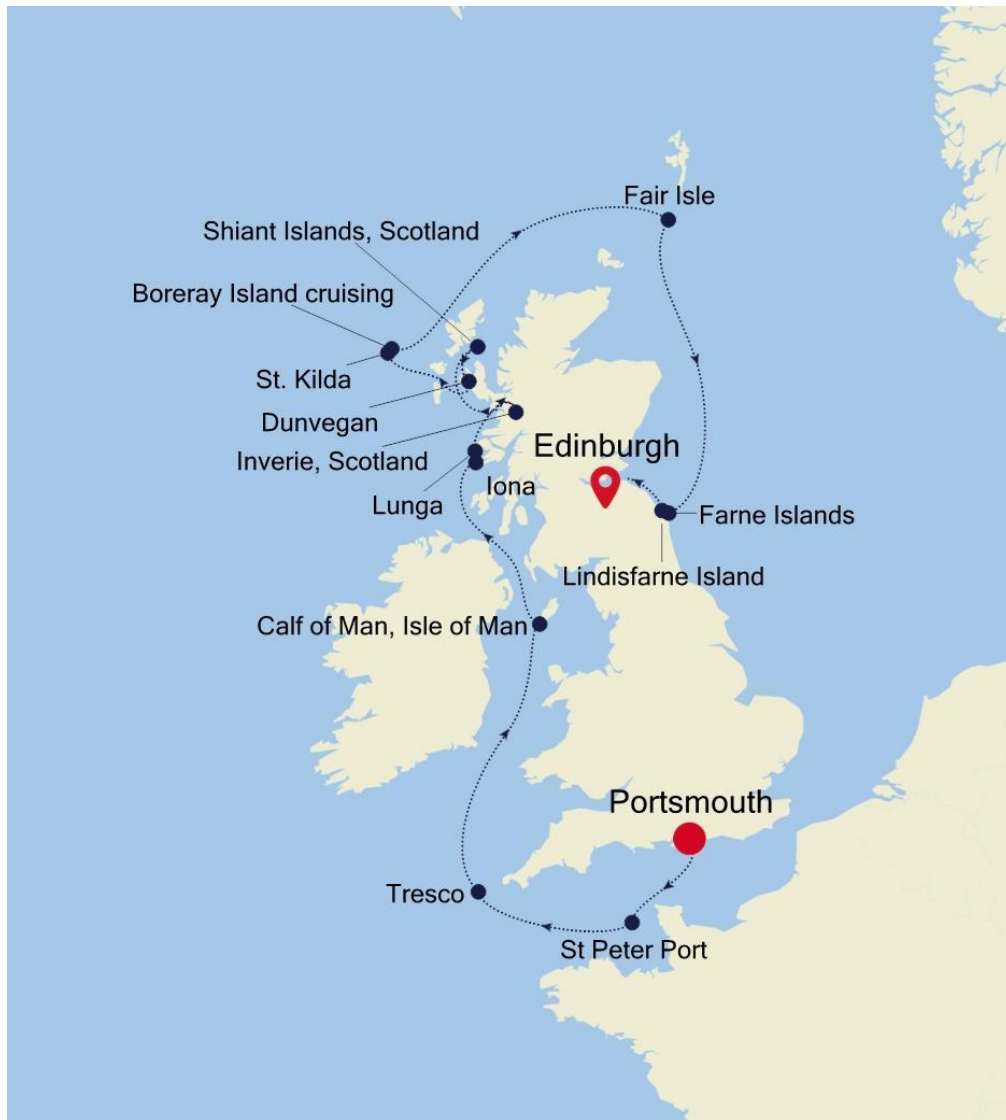 Fair Isle
Shiant Islands, Scotland
Boreray Island cruising
St. Kilda
Dunvegan
Edinburgh
Inverie, Scotland
Iona
Lunga
Farne Islands
Lindisfarne Island
Calf of Man, Isle of Man
Portsmouth
Tresco
St Peter Port